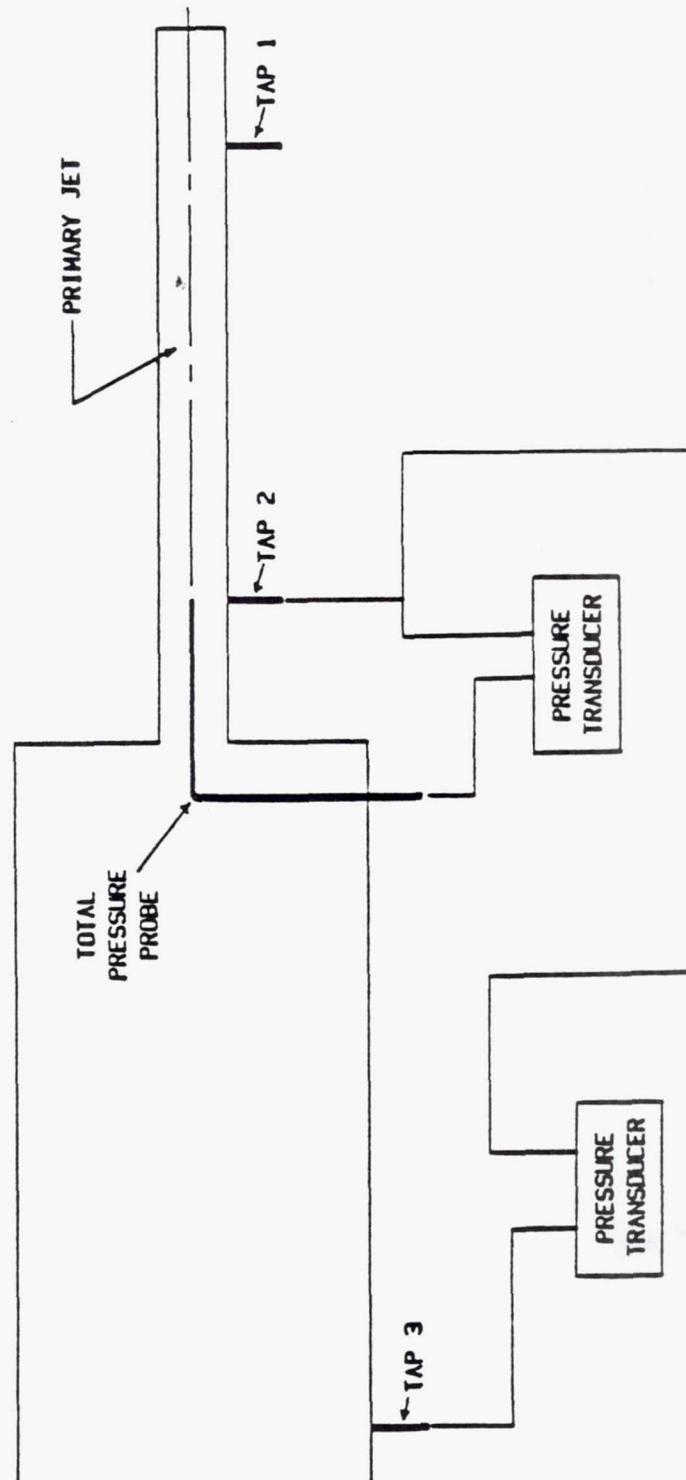 PRIMARY JET
TAP 1
TAP 2
TOTAL
PRESSURE
PROBE
PRESSURE
TRANSDUCER
TAP 3
PRESSURE
TRANSDUCER